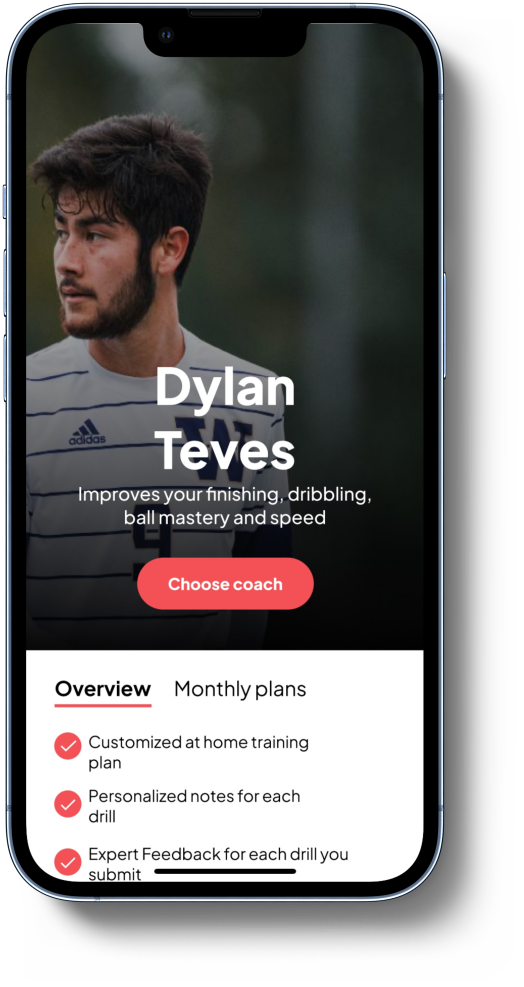 Dylan
Teves
adidas
W
9
Improves your finishing, dribbling,
ball mastery and speed
Choose coach
Overview Monthly plans
Customized at home training
plan
Personalized notes for each
drill
Expert Feedback for each drill you
submit